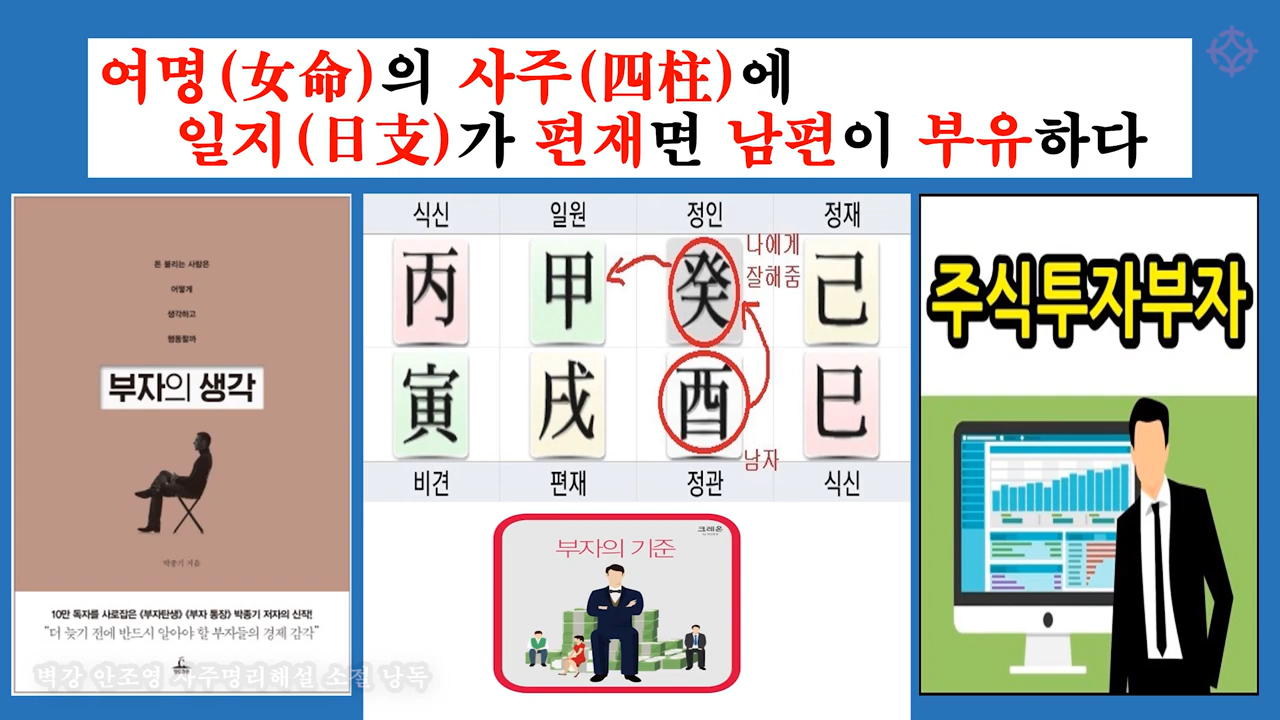 여명(女命)의 사주(四柱)에
일지(日支)가 편재면 남편이 부유하다
돈 불리는 사람은
어떻게
생각하고
행동할까
부자의 생각
박종기 지음
10만 독자를 사로잡은 《부자탄생》 《부자 통장》 박종기 저자의 신작!
“더 늦기 전에 반드시 알아야 할 부자들의 경제 감각”
벽강 안조영 사주명리해설 소절 낭독
식신 일원 정인 정재
丙 甲 癸 己
나에게
잘해줌
寅 戌 酉 巳
남자
비견 편재 정관 식신
크레온
부자의 기준
주식투자부자